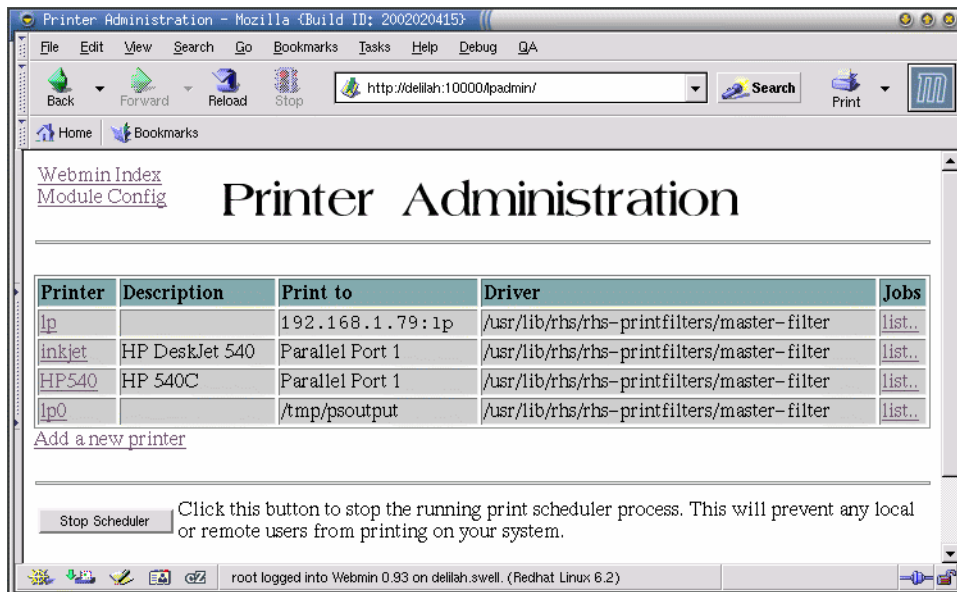 Printer Administration - Mozilla {Build ID: 2002020415}
File Edit View Search Go Bookmarks Tasks Help Debug QA
Back Forward Reload Stop http://delilah:10000/lpadmin/ Search Print
Home Bookmarks
Webmin Index
Module Config
Printer Administration
Printer Description Print to Driver Jobs
lp 192.168.1.79:lp /usr/lib/rhs/rhs-printfilters/master-filter list..
inkjet HP DeskJet 540 Parallel Port 1 /usr/lib/rhs/rhs-printfilters/master-filter list..
HP540 HP 540C Parallel Port 1 /usr/lib/rhs/rhs-printfilters/master-filter list..
lp0 /tmp/psoutput /usr/lib/rhs/rhs-printfilters/master-filter list..
Add a new printer
Stop Scheduler
Click this button to stop the running print scheduler process. This will prevent any local
or remote users from printing on your system.
root logged into Webmin 0.93 on delilah.swell. (Redhat Linux 6.2)